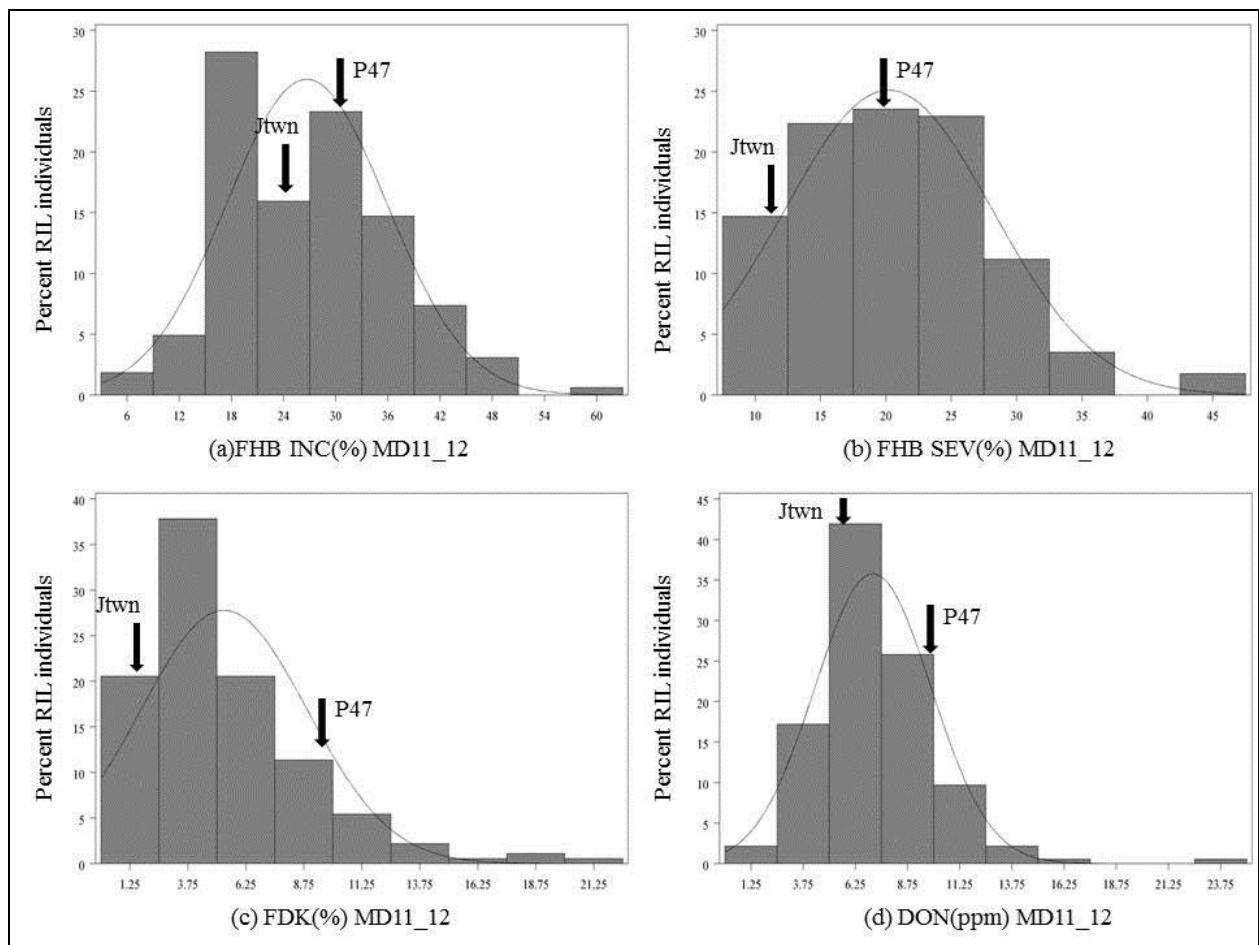 Percent RIL individuals
30
25
20
15
10
5
0
P47
Jtwn
6 12 18 24 30 36 42 48 54 60
(a)FHB INC(%) MD11_12
Percent RIL individuals
30
25
20
15
10
5
0
P47
Jtwn
10 15 20 25 30 35 40 45
(b) FHB SEV(%) MD11_12
Percent RIL individuals
40
35
30
25
20
15
10
5
0
Jtwn
P47
1.25 3.75 6.25 8.75 11.25 13.75 16.25 18.75 21.25
(c) FDK(%) MD11_12
Percent RIL individuals
45
40
35
30
25
20
15
10
5
0
Jtwn
P47
1.25 3.75 6.25 8.75 11.25 13.75 16.25 18.75 21.25 23.75
(d) DON(ppm) MD11_12